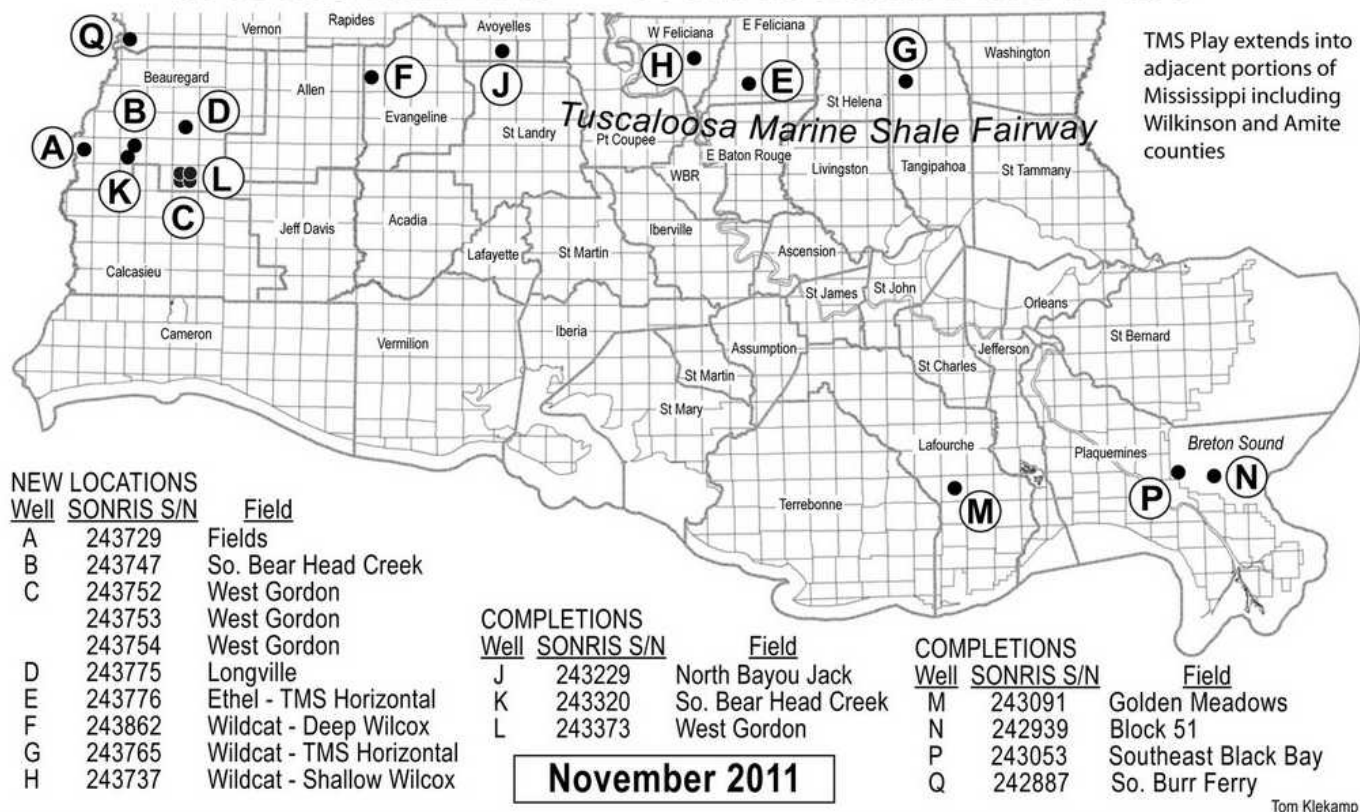 Vernon
Rapides
Avoyelles
W Feliciana
E Feliciana
Washington
Q
Beauregard
Allen
F
J
H
E
G
TMS Play extends into
adjacent portions of
Mississippi including
Wilkinson and Amite
counties
B
D
Evangeline
St Landry
St Helena
Tuscaloosa Marine Shale Fairway
A
Pt Coupee
E Baton Rouge
Livingston
Tangipahoa
St Tammany
K
L
C
WBR
Jeff Davis
Acadia
Lafayette
St Martin
Iberville
Ascension
Calcasieu
St James
St John
Orleans
Cameron
Vermilion
Iberia
Assumption
St Charles
Jefferson
St Bernard
St Martin
St Mary
Lafourche
Plaquemines
Breton Sound
Terrebonne
M
P
N
NEW LOCATIONS
Well SONRIS S/N Field
A 243729 Fields
B 243747 So. Bear Head Creek
C 243752 West Gordon
243753 West Gordon
243754 West Gordon
D 243775 Longville
E 243776 Ethel - TMS Horizontal
F 243862 Wildcat - Deep Wilcox
G 243765 Wildcat - TMS Horizontal
H 243737 Wildcat - Shallow Wilcox
COMPLETIONS
Well SONRIS S/N Field
J 243229 North Bayou Jack
K 243320 So. Bear Head Creek
L 243373 West Gordon
COMPLETIONS
Well SONRIS S/N Field
M 243091 Golden Meadows
N 242939 Block 51
P 243053 Southeast Black Bay
Q 242887 So. Burr Ferry
November 2011
Tom Klekamp